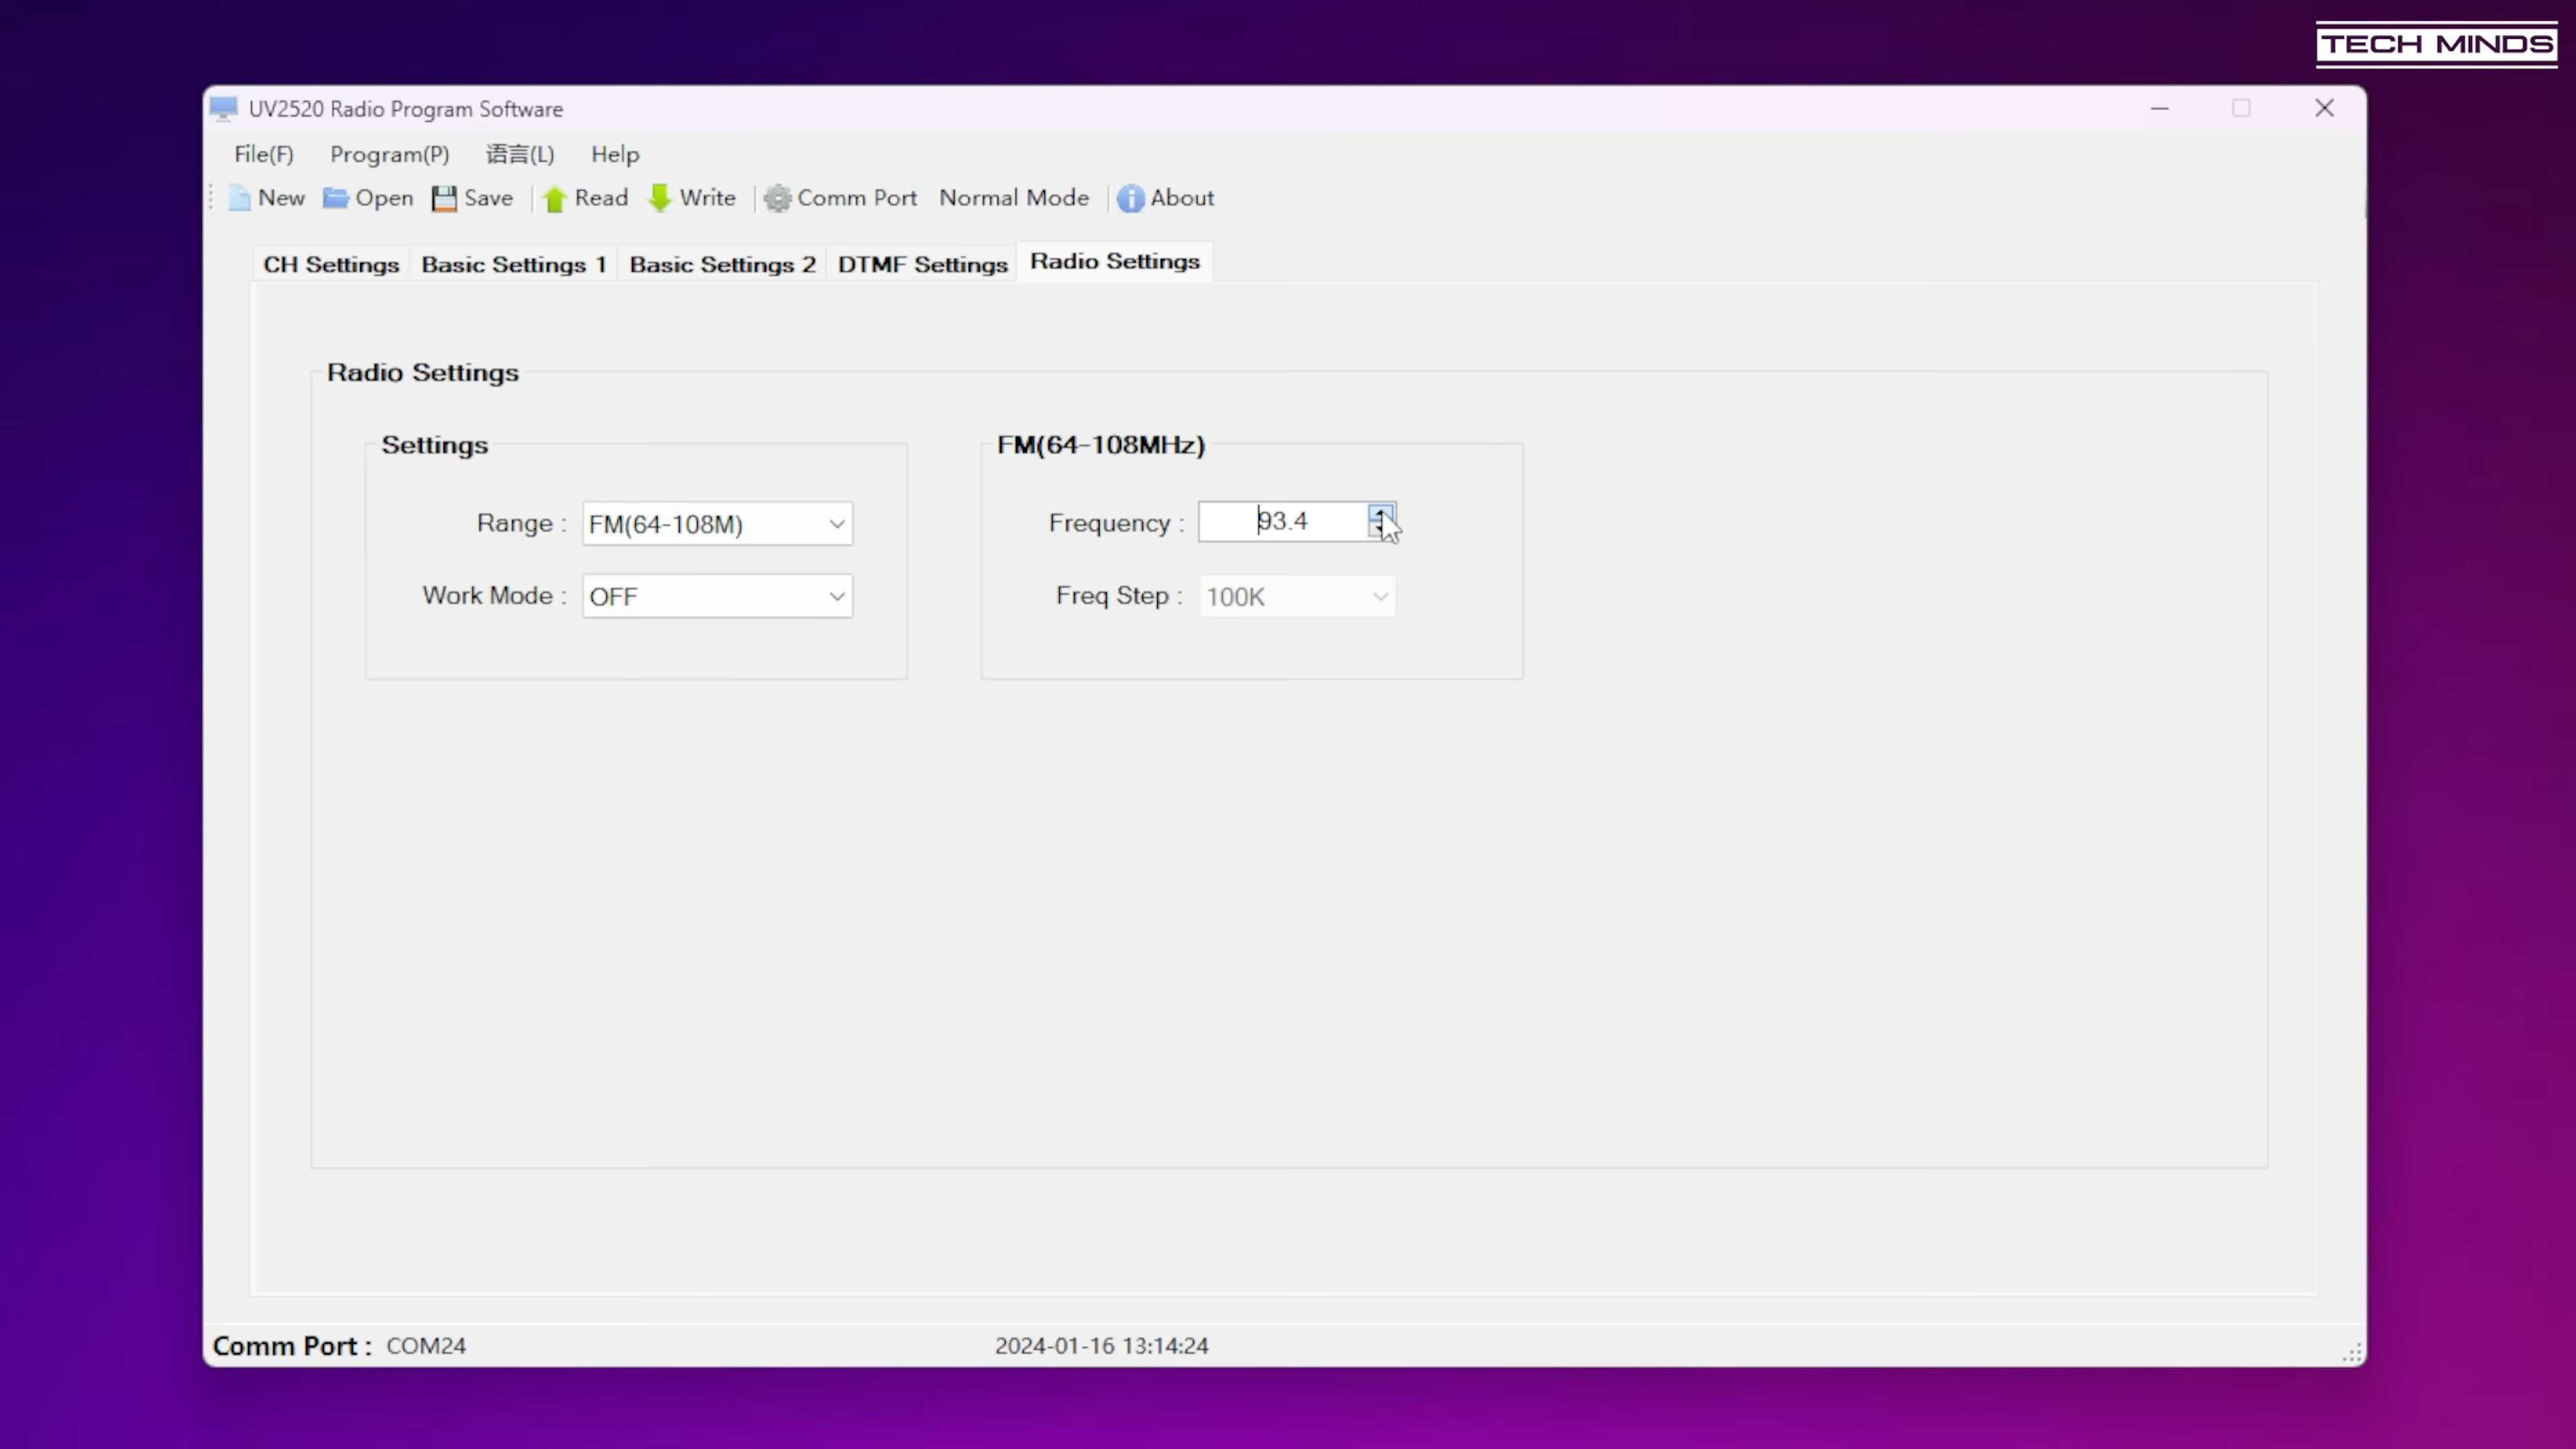 TECH MINDS
UV2520 Radio Program Software
File(F) Program(P) 语言(L) Help
New Open Save Read Write Comm Port Normal Mode About
CH Settings Basic Settings 1 Basic Settings 2 DTMF Settings Radio Settings
Radio Settings
Settings FM(64-108MHz)
Range : FM(64-108M) Frequency : 93.4
Work Mode : OFF Freq Step : 100K
Comm Port : COM24 2024-01-16 13:14:24